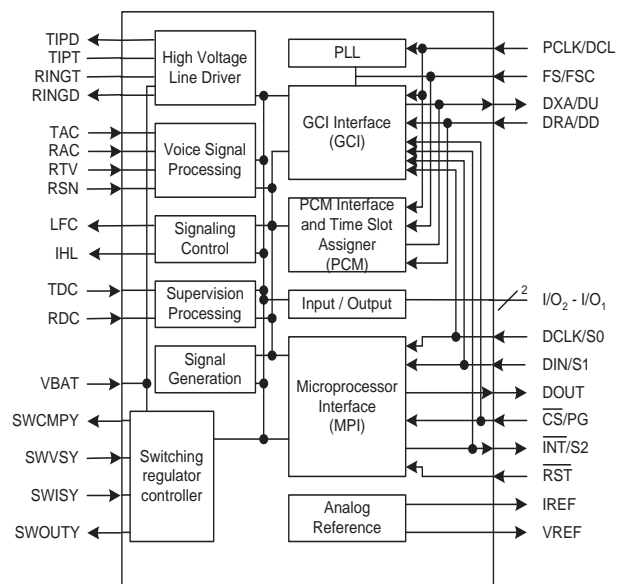 TIPD
TIPT
RINGT
RINGD
TAC
RAC
RTV
RSN
LFC
IHL
TDC
RDC
VBAT
SWCMPY
SWVSY
SWISY
SWOUTY
High Voltage
Line Driver
Voice Signal
Processing
Signaling
Control
Supervision
Processing
Signal
Generation
Switching
regulator
controller
PLL
GCI Interface
(GCI)
PCM Interface
and Time Slot
Assigner
(PCM)
Input / Output
Microprocessor
Interface
(MPI)
Analog
Reference
PCLK/DCL
FS/FSC
DXA/DU
DRA/DD
2
I/O₂ - I/O₁
DCLK/S0
DIN/S1
DOUT
C̅S̅/PG
I̅N̅T̅/S2
R̅S̅T̅
IREF
VREF